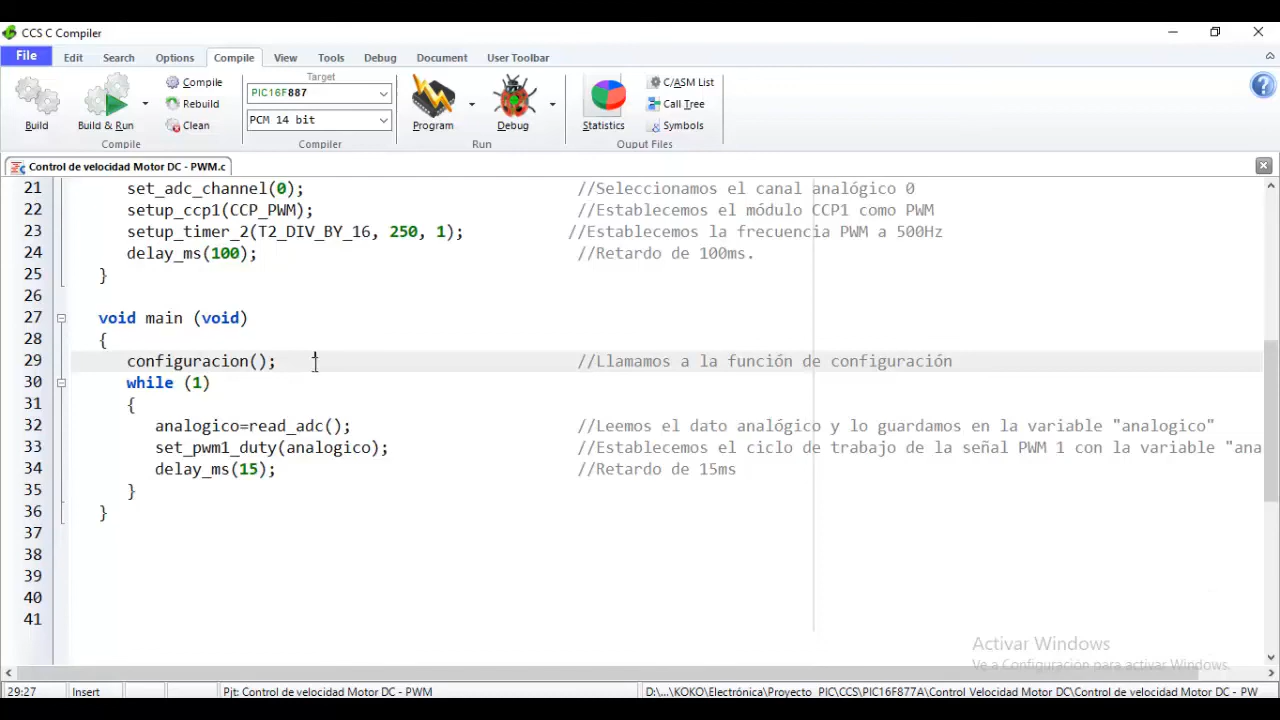 CCS C Compiler
File Edit Search Options Compile View Tools Debug Document User Toolbar
Build
Build & Run
Compile
Rebuild
Clean
Compile
Target
PIC16F887
PCM 14 bit
Compiler
Program
Debug
Run
Statistics
C/ASM List
Call Tree
Symbols
Ouput Files
Control de velocidad Motor DC - PWM.c
21 set_adc_channel(0); //Seleccionamos el canal analógico 0
22 setup_ccp1(CCP_PWM); //Establecemos el módulo CCP1 como PWM
23 setup_timer_2(T2_DIV_BY_16, 250, 1); //Establecemos la frecuencia PWM a 500Hz
24 delay_ms(100); //Retardo de 100ms.
25 }
26
27 void main (void)
28 {
29 configuracion(); //Llamamos a la función de configuración
30 while (1)
31 {
32 analogico=read_adc(); //Leemos el dato analógico y lo guardamos en la variable "analogico"
33 set_pwm1_duty(analogico); //Establecemos el ciclo de trabajo de la señal PWM 1 con la variable "ana
34 delay_ms(15); //Retardo de 15ms
35 }
36 }
37
38
39
40
41
Activar Windows
Ve a Configuración para activar Windows.
29:27 Insert Pjt: Control de velocidad Motor DC - PWM D:\...\KOKO\Electrónica\Proyecto_PIC\CCS\PIC16F877A\Control Velocidad Motor DC\Control de velocidad Motor DC - PW